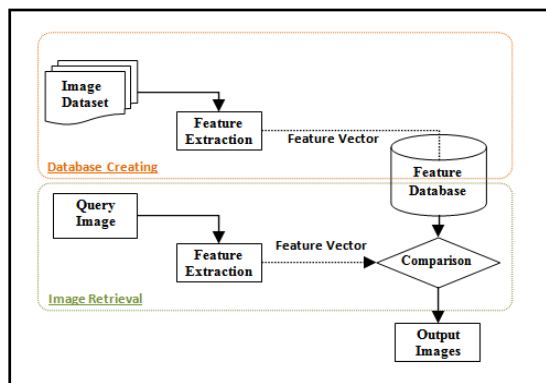 Image
Dataset
Feature
Extraction
Feature Vector
Feature
Database
Database Creating
Query
Image
Feature
Extraction
Feature Vector
Comparison
Image Retrieval
Output
Images